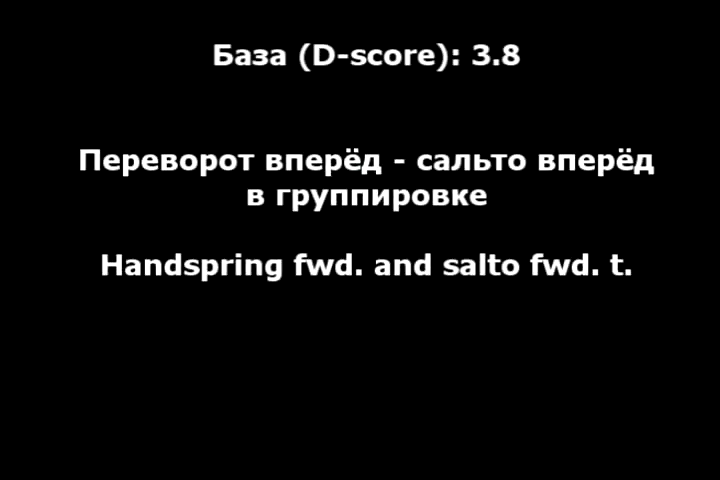 База (D-score): 3.8
Переворот вперёд - сальто вперёд
в группировке
Handspring fwd. and salto fwd. t.